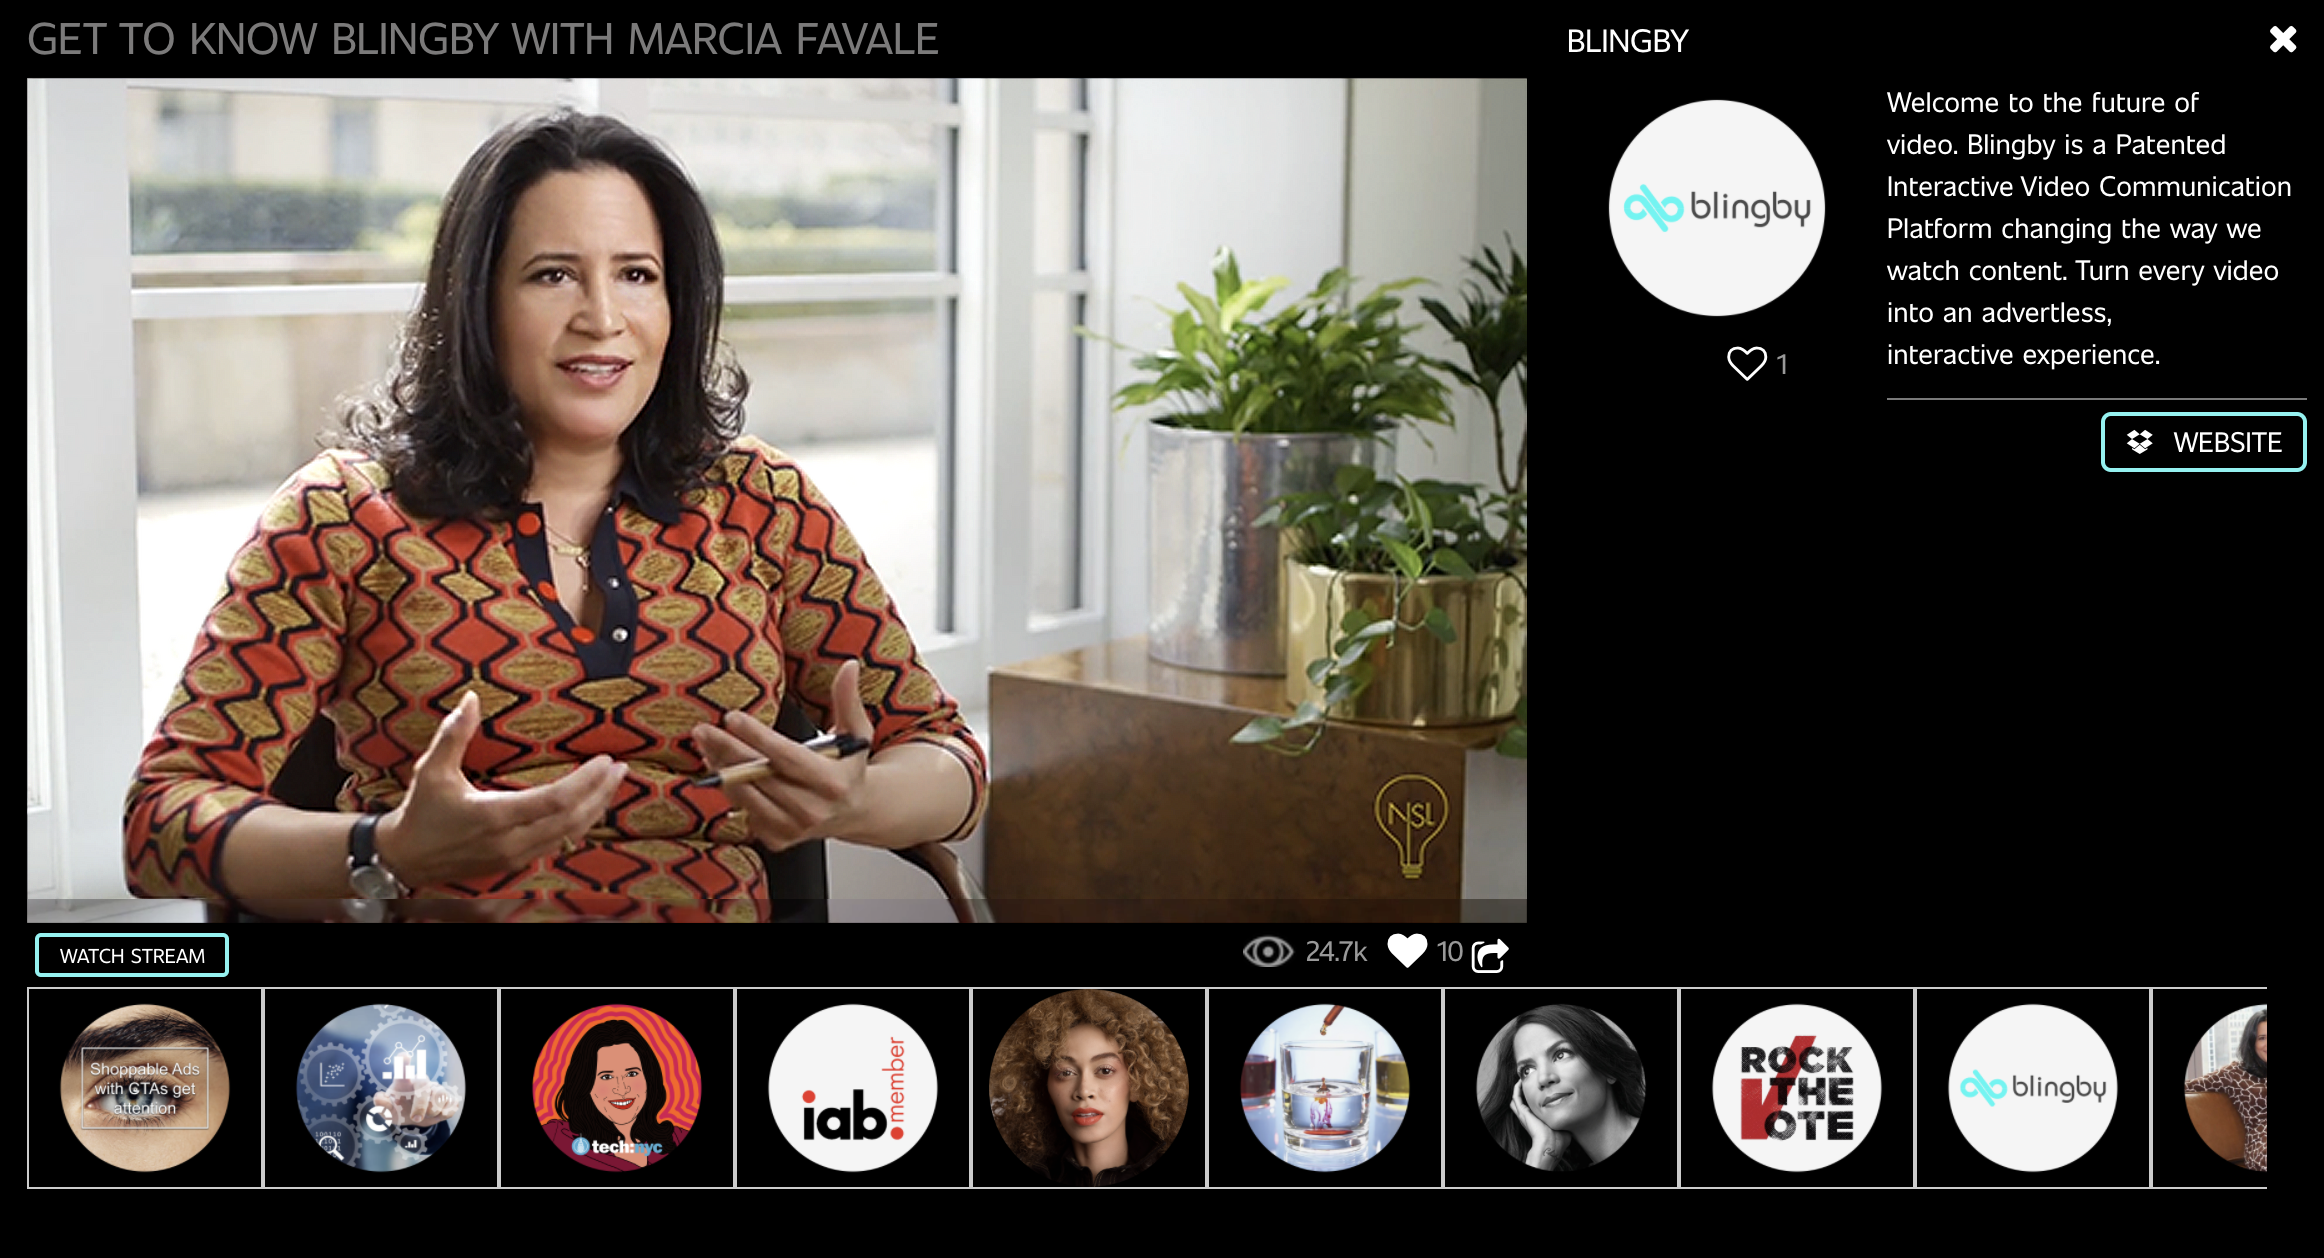 GET TO KNOW BLINGBY WITH MARCIA FAVALE
BLINGBY
blingby
1
Welcome to the future of
video. Blingby is a Patented
Interactive Video Communication
Platform changing the way we
watch content. Turn every video
into an advertless,
interactive experience.
WEBSITE
NSL
WATCH STREAM
24.7k
10
Shoppable Ads
with CTAs get
attention
tech:nyc
iab.member
ROCK
THE
VOTE
blingby